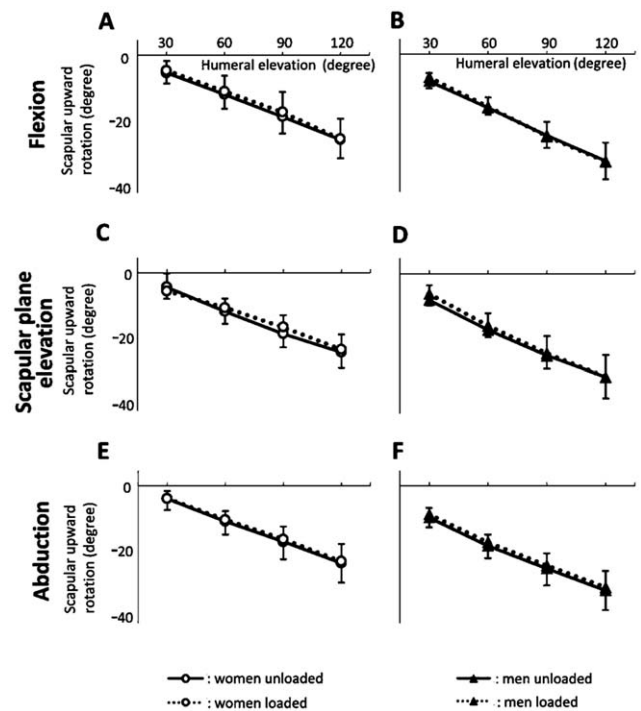 A
B
30 60 90 120
30 60 90 120
0
Humeral elevation (degree)
Humeral elevation (degree)
Flexion
Scapular upward
rotation (degree)
-20
-40
C
D
0
Scapular plane
elevation
Scapular upward
rotation (degree)
-20
-40
E
F
0
Abduction
Scapular upward
rotation (degree)
-20
-40
: women unloaded
: men unloaded
: women loaded
: men loaded